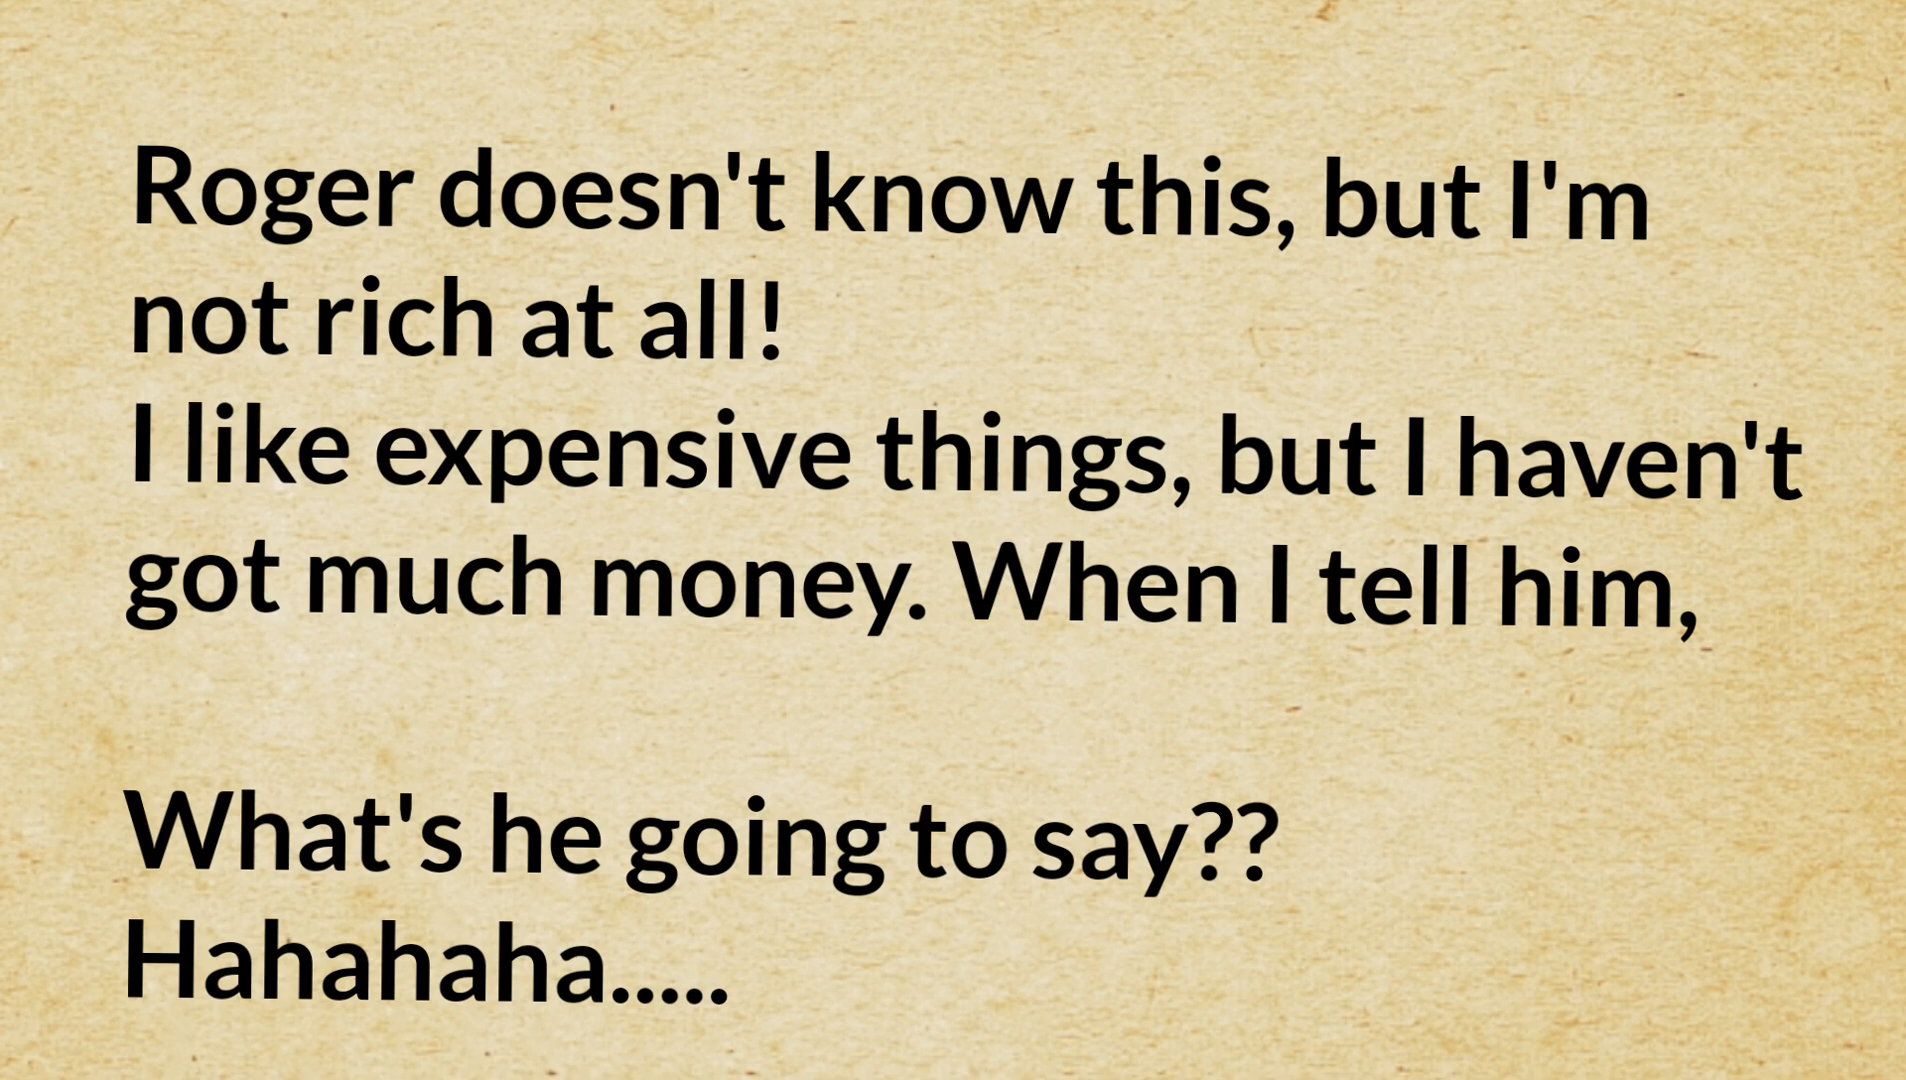 Roger doesn't know this, but I'm
not rich at all!
I like expensive things, but I haven't
got much money. When I tell him,
What's he going to say??
Hahahaha.....